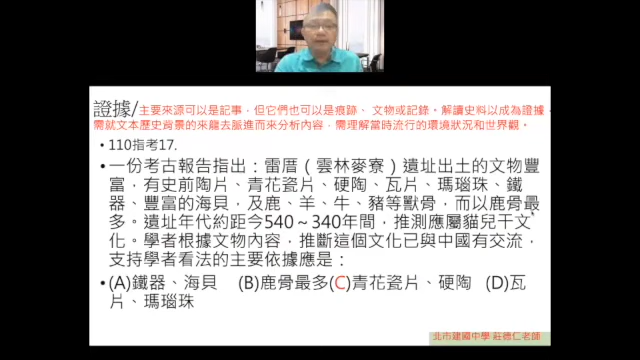 證據/主要來源可以是記事，但它們也可以是痕跡、 文物或記錄。解讀史料以成為證據，
需就文本歷史背景的來龍去脈進而來分析內容，需理解當時流行的環境狀況和世界觀。
• 110指考17.
• 一份考古報告指出：雷厝（雲林麥寮）遺址出土的文物豐
富，有史前陶片、青花瓷片、硬陶、瓦片、瑪瑙珠、鐵
器、豐富的海貝，及鹿、羊、牛、豬等獸骨，而以鹿骨最
多。遺址年代約距今540～340年間，推測應屬貓兒干文
化。學者根據文物內容，推斷這個文化已與中國有交流，
支持學者看法的主要依據應是：
• (A)鐵器、海貝 (B)鹿骨最多(C)青花瓷片、硬陶 (D)瓦
片、瑪瑙珠
北市建國中學 莊德仁老師